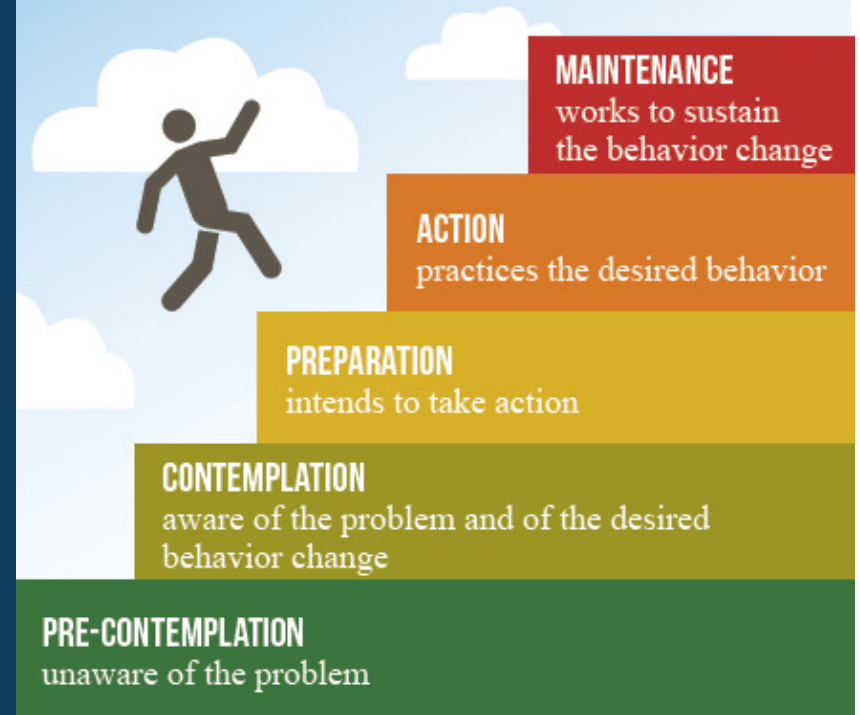 MAINTENANCE
works to sustain
the behavior change
ACTION
practices the desired behavior
PREPARATION
intends to take action
CONTEMPLATION
aware of the problem and of the desired
behavior change
PRE-CONTEMPLATION
unaware of the problem